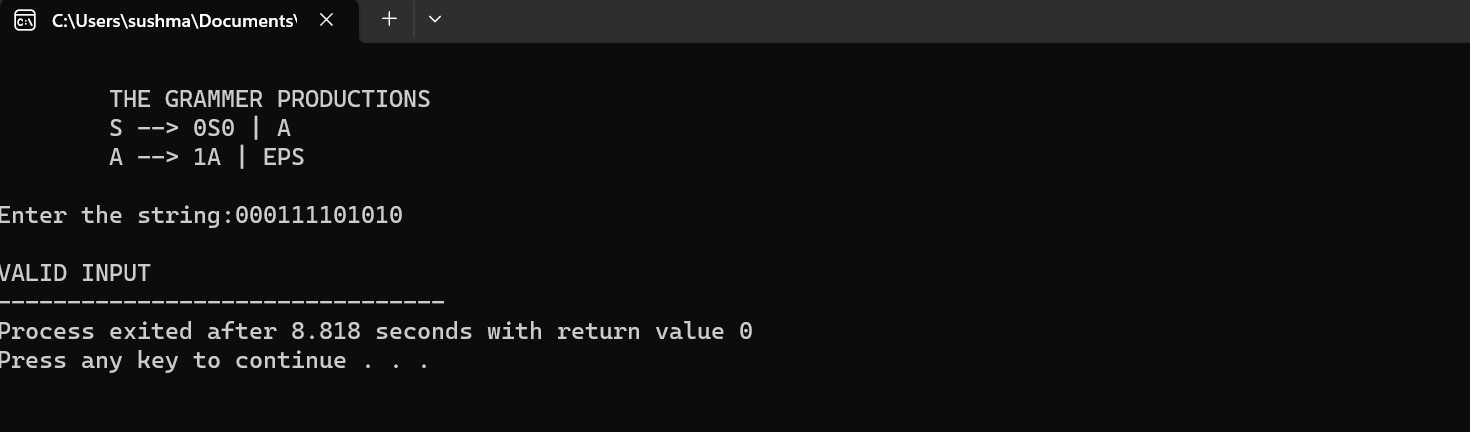 C:\Users\sushma\Documents\
THE GRAMMER PRODUCTIONS
S --> 0S0 | A
A --> 1A | EPS
Enter the string:000111101010
VALID INPUT
--------------------------------
Process exited after 8.818 seconds with return value 0
Press any key to continue . . .